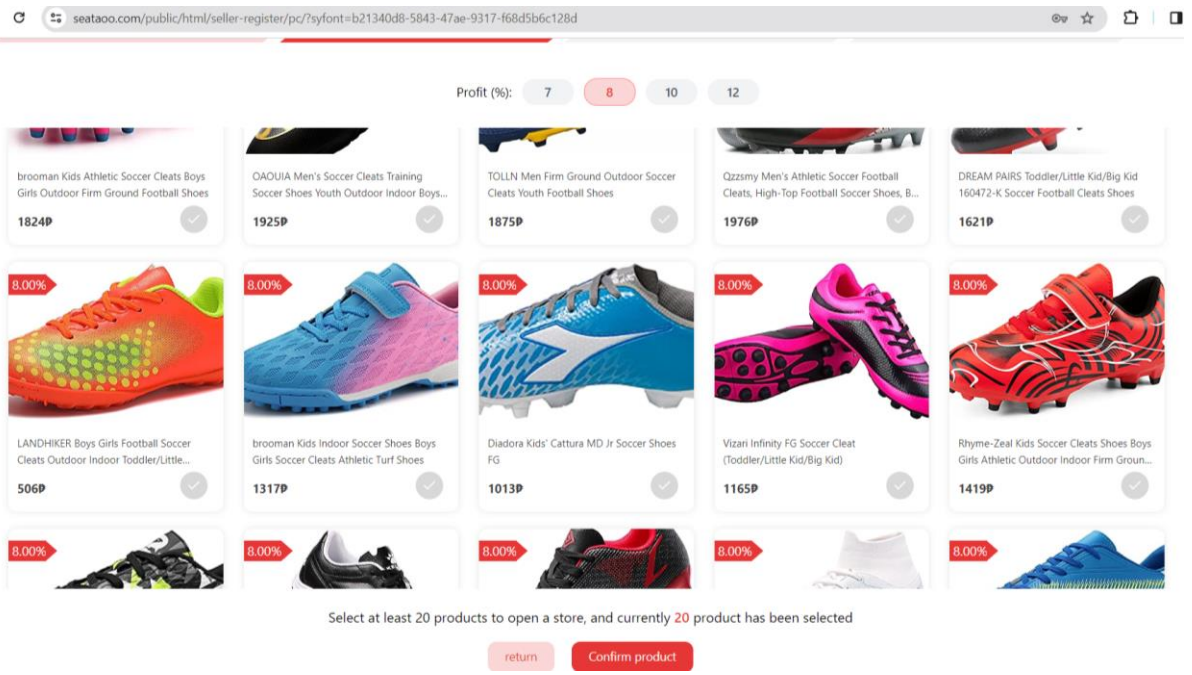 seataoo.com/public/html/seller-register/pc/?syfont=b21340d8-5843-47ae-9317-f68d5b6c128d
Profit (%): 7 8 10 12
brooman Kids Athletic Soccer Cleats Boys
Girls Outdoor Firm Ground Football Shoes
1824₱
OAOUIA Men's Soccer Cleats Training
Soccer Shoes Youth Outdoor Indoor Boys...
1925₱
TOLLN Men Firm Ground Outdoor Soccer
Cleats Youth Football Shoes
1875₱
Qzzsmy Men's Athletic Soccer Football
Cleats, High-Top Football Soccer Shoes, B...
1976₱
DREAM PAIRS Toddler/Little Kid/Big Kid
160472-K Soccer Football Cleats Shoes
1621₱
8.00%
LANDHIKER Boys Girls Football Soccer
Cleats Outdoor Indoor Toddler/Little...
506₱
8.00%
brooman Kids Indoor Soccer Shoes Boys
Girls Soccer Cleats Athletic Turf Shoes
1317₱
8.00%
Diadora Kids' Cattura MD Jr Soccer Shoes
FG
1013₱
8.00%
Vizari Infinity FG Soccer Cleat
(Toddler/Little Kid/Big Kid)
1165₱
8.00%
Rhyme-Zeal Kids Soccer Cleats Shoes Boys
Girls Athletic Outdoor Indoor Firm Groun...
1419₱
8.00%
8.00%
8.00%
8.00%
8.00%
Select at least 20 products to open a store, and currently 20 product has been selected
return
Confirm product